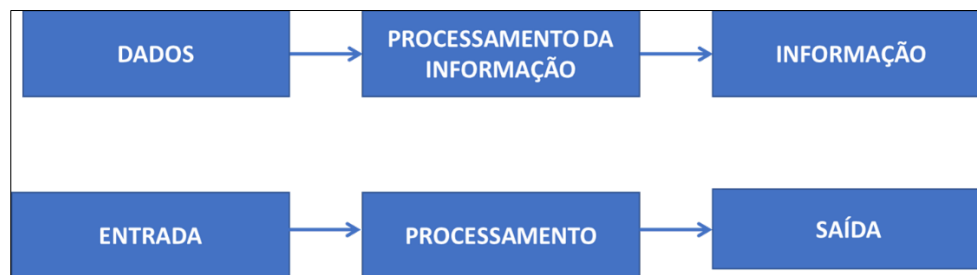 DADOS
PROCESSAMENTO DA
INFORMAÇÃO
INFORMAÇÃO
ENTRADA
PROCESSAMENTO
SAÍDA